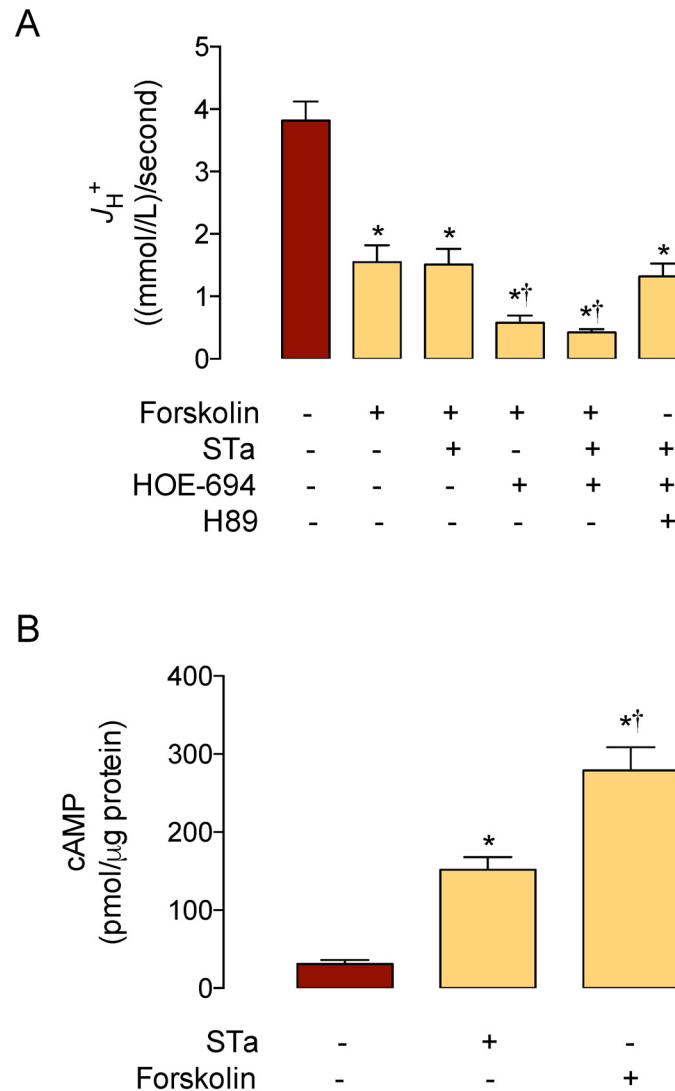 A
5
4
3
2
1
0
J_H^+
((mmol//L)/second)
* * *† *† *
Forskolin - + + + + -
STa - - + - + +
HOE-694 - - - + + +
H89 - - - - - +
B
400
300
200
100
0
cAMP
(pmol/µg protein)
* *†
STa - + -
Forskolin - - +